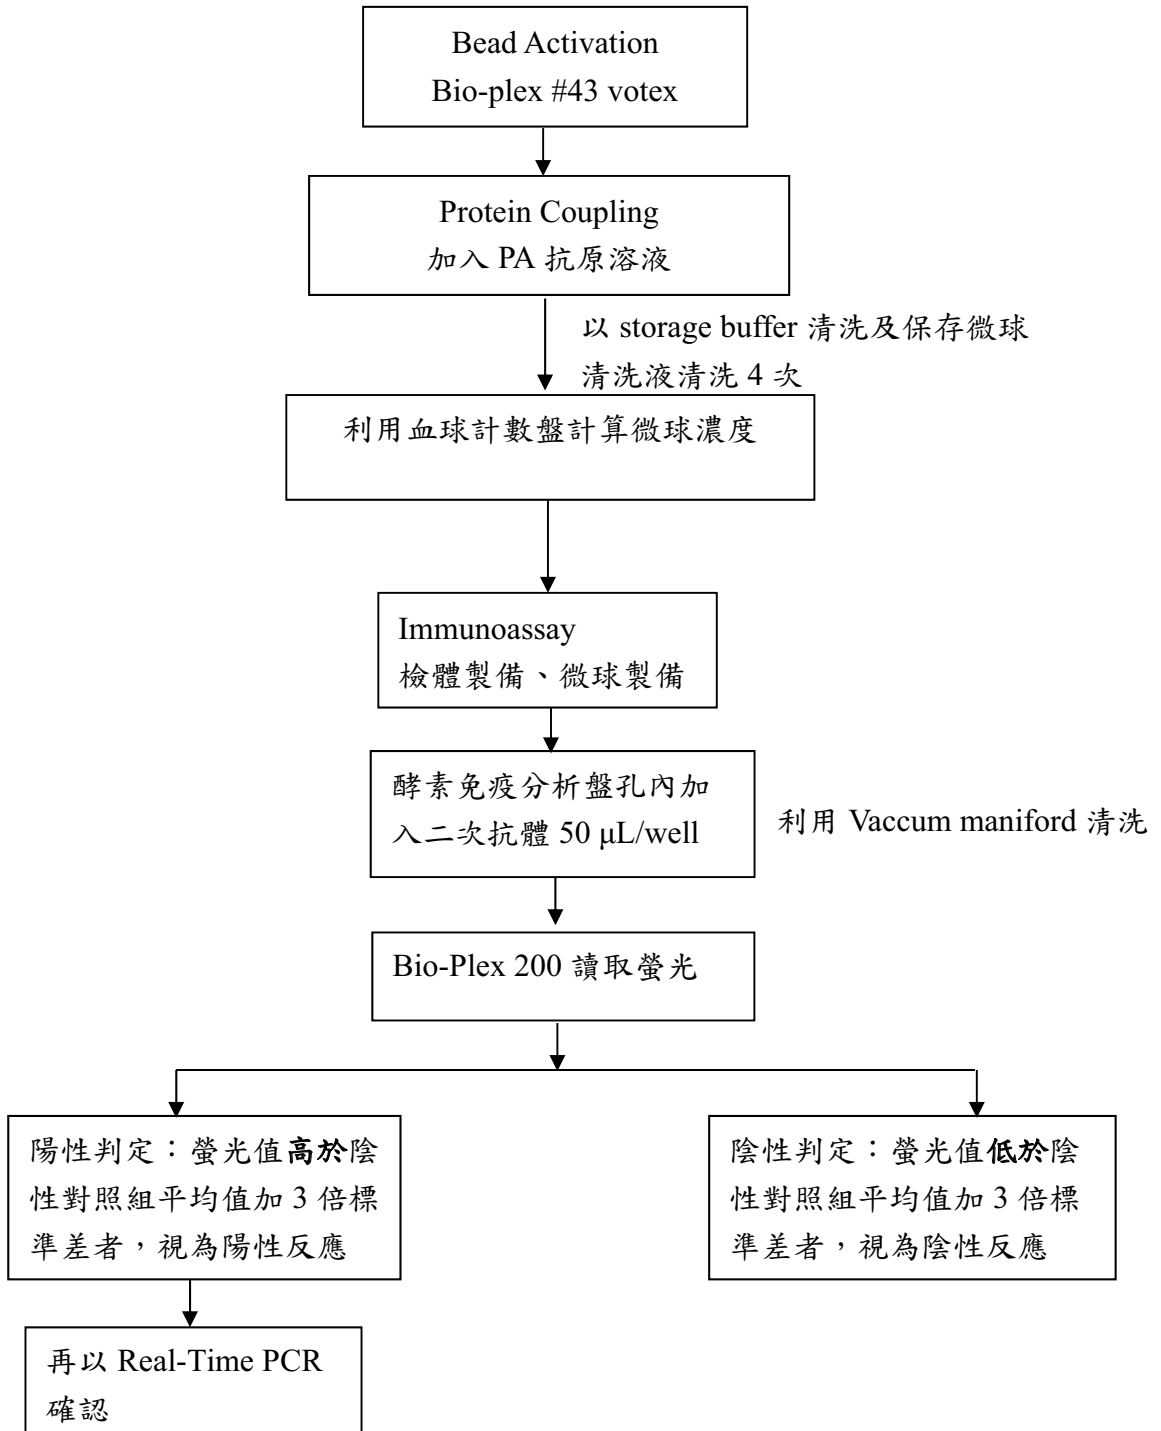 Bead Activation
Bio-plex #43 votex
Protein Coupling
加入 PA 抗原溶液
以 storage buffer 清洗及保存微球
清洗液清洗 4 次
利用血球計數盤計算微球濃度
Immunoassay
檢體製備、微球製備
酵素免疫分析盤孔內加
入二次抗體 50 μL/well
利用 Vaccum maniford 清洗
Bio-Plex 200 讀取螢光
陽性判定：螢光值高於陰
性對照組平均值加 3 倍標
準差者，視為陽性反應
陰性判定：螢光值低於陰
性對照組平均值加 3 倍標
準差者，視為陰性反應
再以 Real-Time PCR
確認